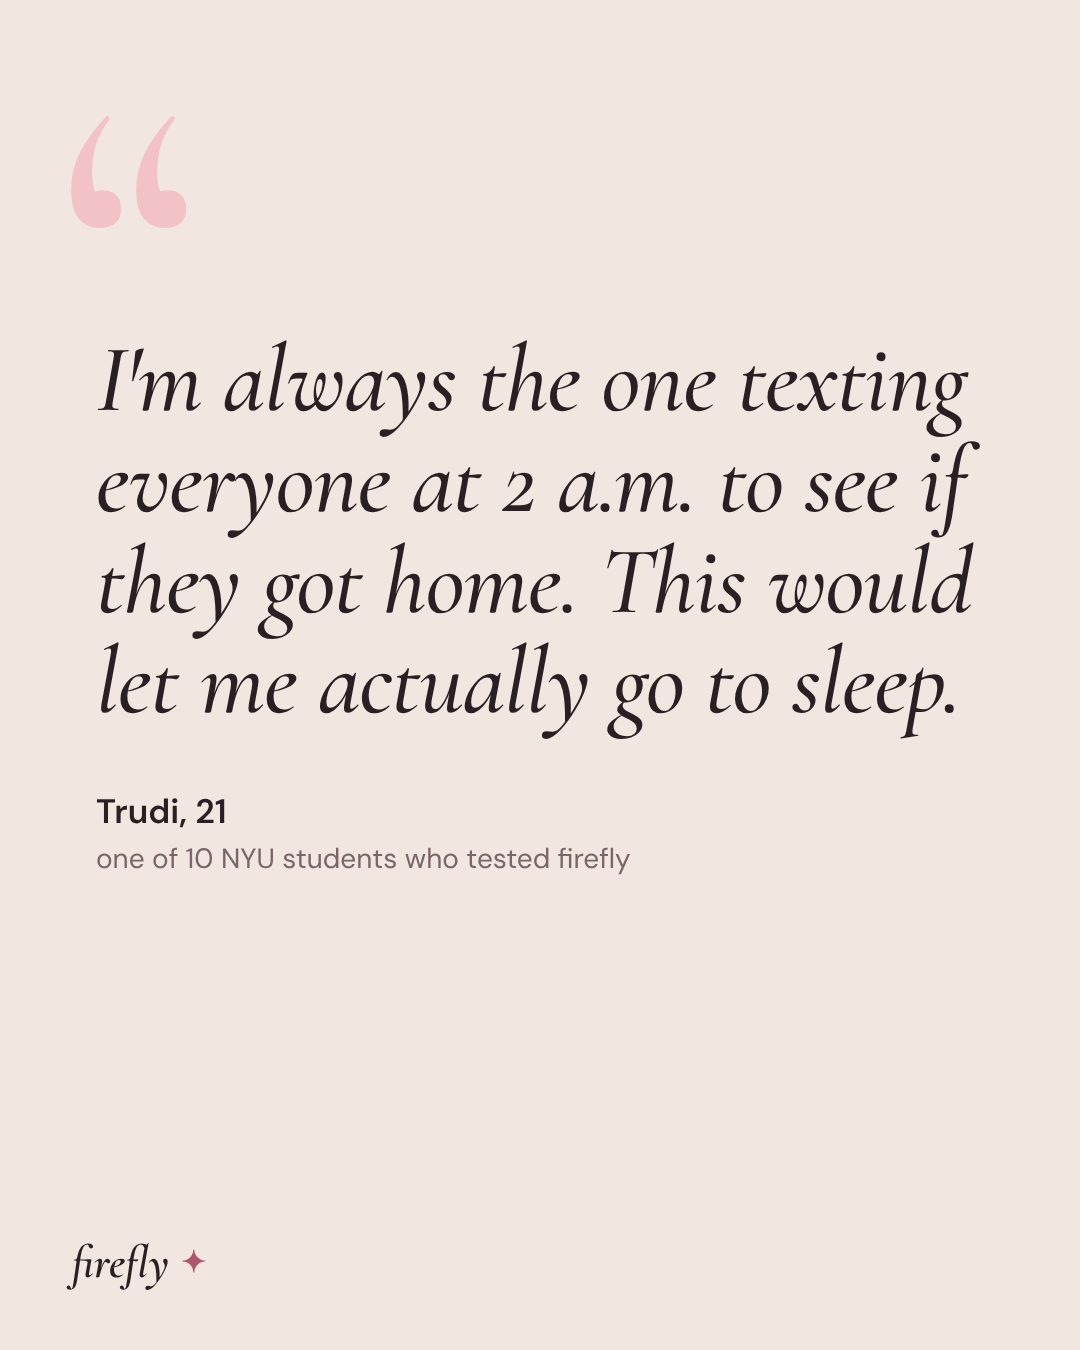 “
I'm always the one texting
everyone at 2 a.m. to see if
they got home. This would
let me actually go to sleep.
Trudi, 21
one of 10 NYU students who tested firefly
firefly ✦